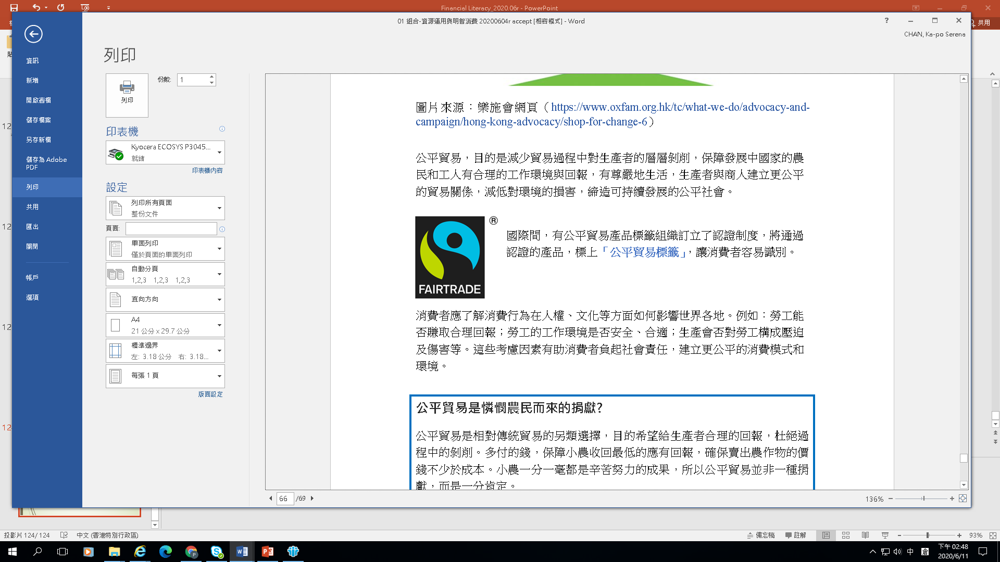 Financial Literacy_2020.06r - PowerPoint
共用
01 組合-資源運用與明智消費 20200604r accept [相容模式] - Word
?
CHAN, Ka-po Serena
資訊
新增
開啟舊檔
儲存檔案
另存新檔
儲存為 Adobe
PDF
列印
共用
匯出
關閉
帳戶
選項
列印
列印
份數:
1
印表機
Kyocera ECOSYS P3045...
就緒
印表機內容
設定
列印所有頁面
整份文件
頁面:
單面列印
僅於頁面的單面列印
自動分頁
1,2,3 1,2,3 1,2,3
直向方向
A4
21 公分 x 29.7 公分
標準邊界
左: 3.18 公分 右: 3.18...
每張 1 頁
版面設定
圖片來源：樂施會網頁（https://www.oxfam.org.hk/tc/what-we-do/advocacy-and-
campaign/hong-kong-advocacy/shop-for-change-6）
公平貿易，目的是減少貿易過程中對生產者的層層剝削，保障發展中國家的農
民和工人有合理的工作環境與回報，有尊嚴地生活，生產者與商人建立更公平
的貿易關係，減低對環境的損害，締造可持續發展的公平社會。
®
FAIRTRADE
國際間，有公平貿易產品標籤組織訂立了認證制度，將通過
認證的產品，標上「公平貿易標籤」，讓消費者容易識別。
消費者應了解消費行為在人權、文化等方面如何影響世界各地。例如：勞工能
否賺取合理回報；勞工的工作環境是否安全、合適；生產會否對勞工構成壓迫
及傷害等。這些考慮因素有助消費者負起社會責任，建立更公平的消費模式和
環境。
公平貿易是憐憫農民而來的捐獻?
公平貿易是相對傳統貿易的另類選擇，目的希望給生產者合理的回報，杜絕過
程中的剝削。多付的錢，保障小農收回最低的應有回報，確保賣出農作物的價
錢不少於成本。小農一分一毫都是辛苦努力的成果，所以公平貿易並非一種捐
獻，而是一分肯定。
66 /69
136%
投影片 124/ 124 中文 (香港特別行政區)
備忘稿 註解 93%
中 倉 下午 02:48
2020/6/11